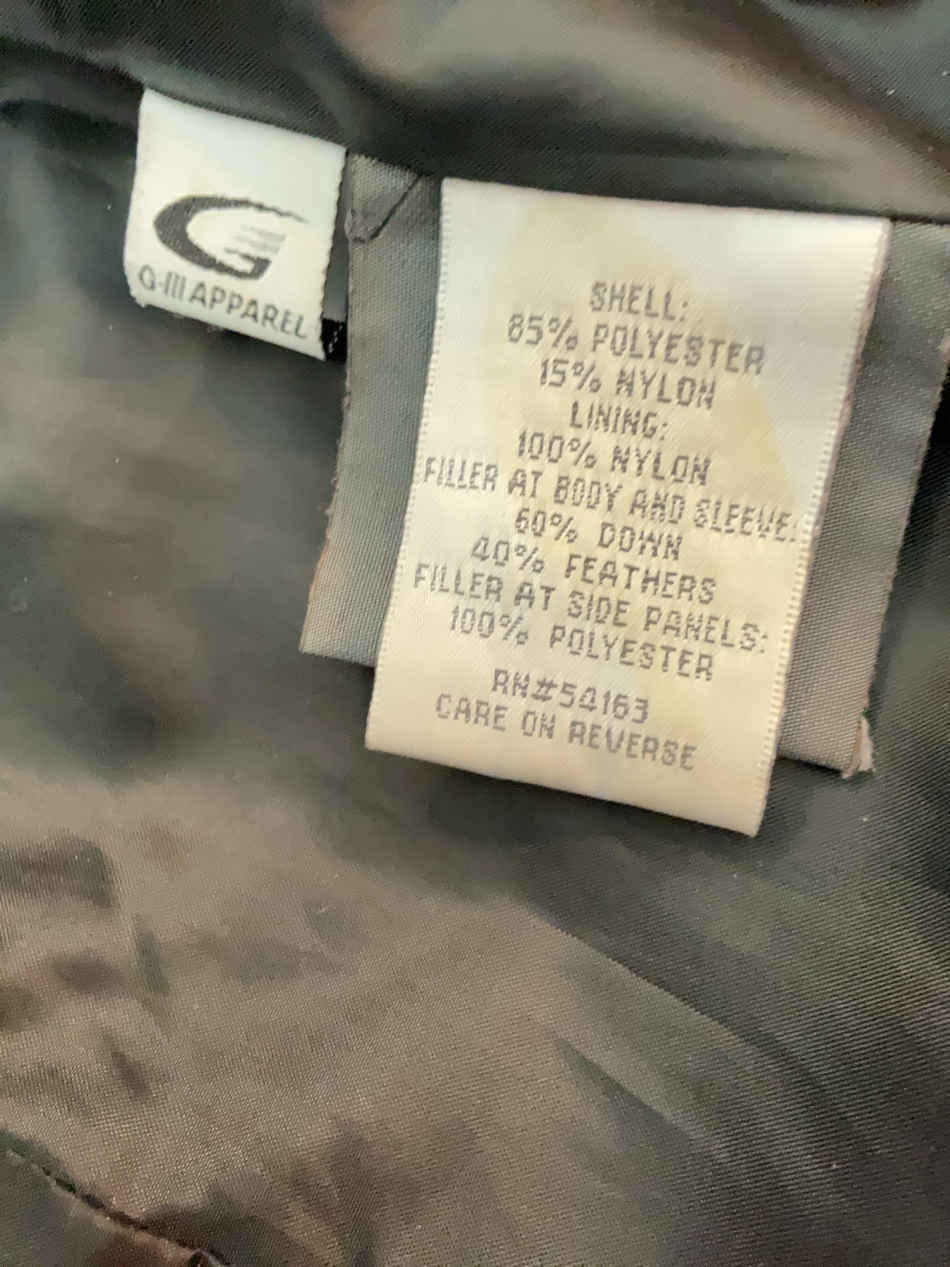 G-III APPAREL
SHELL:
85% POLYESTER
15% NYLON
LINING:
100% NYLON
FILLER AT BODY AND SLEEVE:
60% DOWN
40% FEATHERS
FILLER AT SIDE PANELS:
100% POLYESTER
RN#54163
CARE ON REVERSE